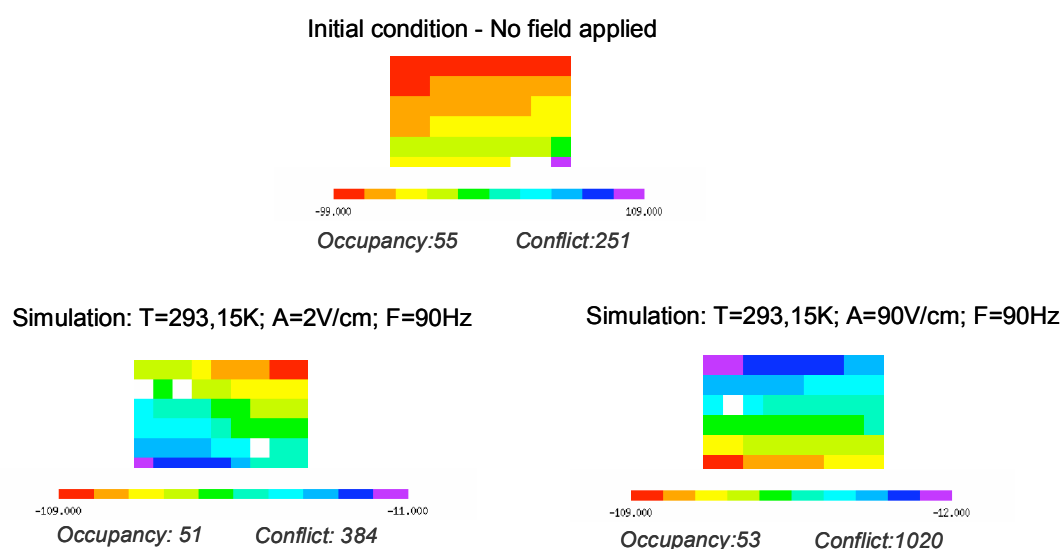 Initial condition - No field applied
-99.000 109.000
Occupancy:55 Conflict:251
Simulation: T=293,15K; A=2V/cm; F=90Hz
-109.000 -11.000
Occupancy: 51 Conflict: 384
Simulation: T=293,15K; A=90V/cm; F=90Hz
-109.000 -12.000
Occupancy:53 Conflict:1020